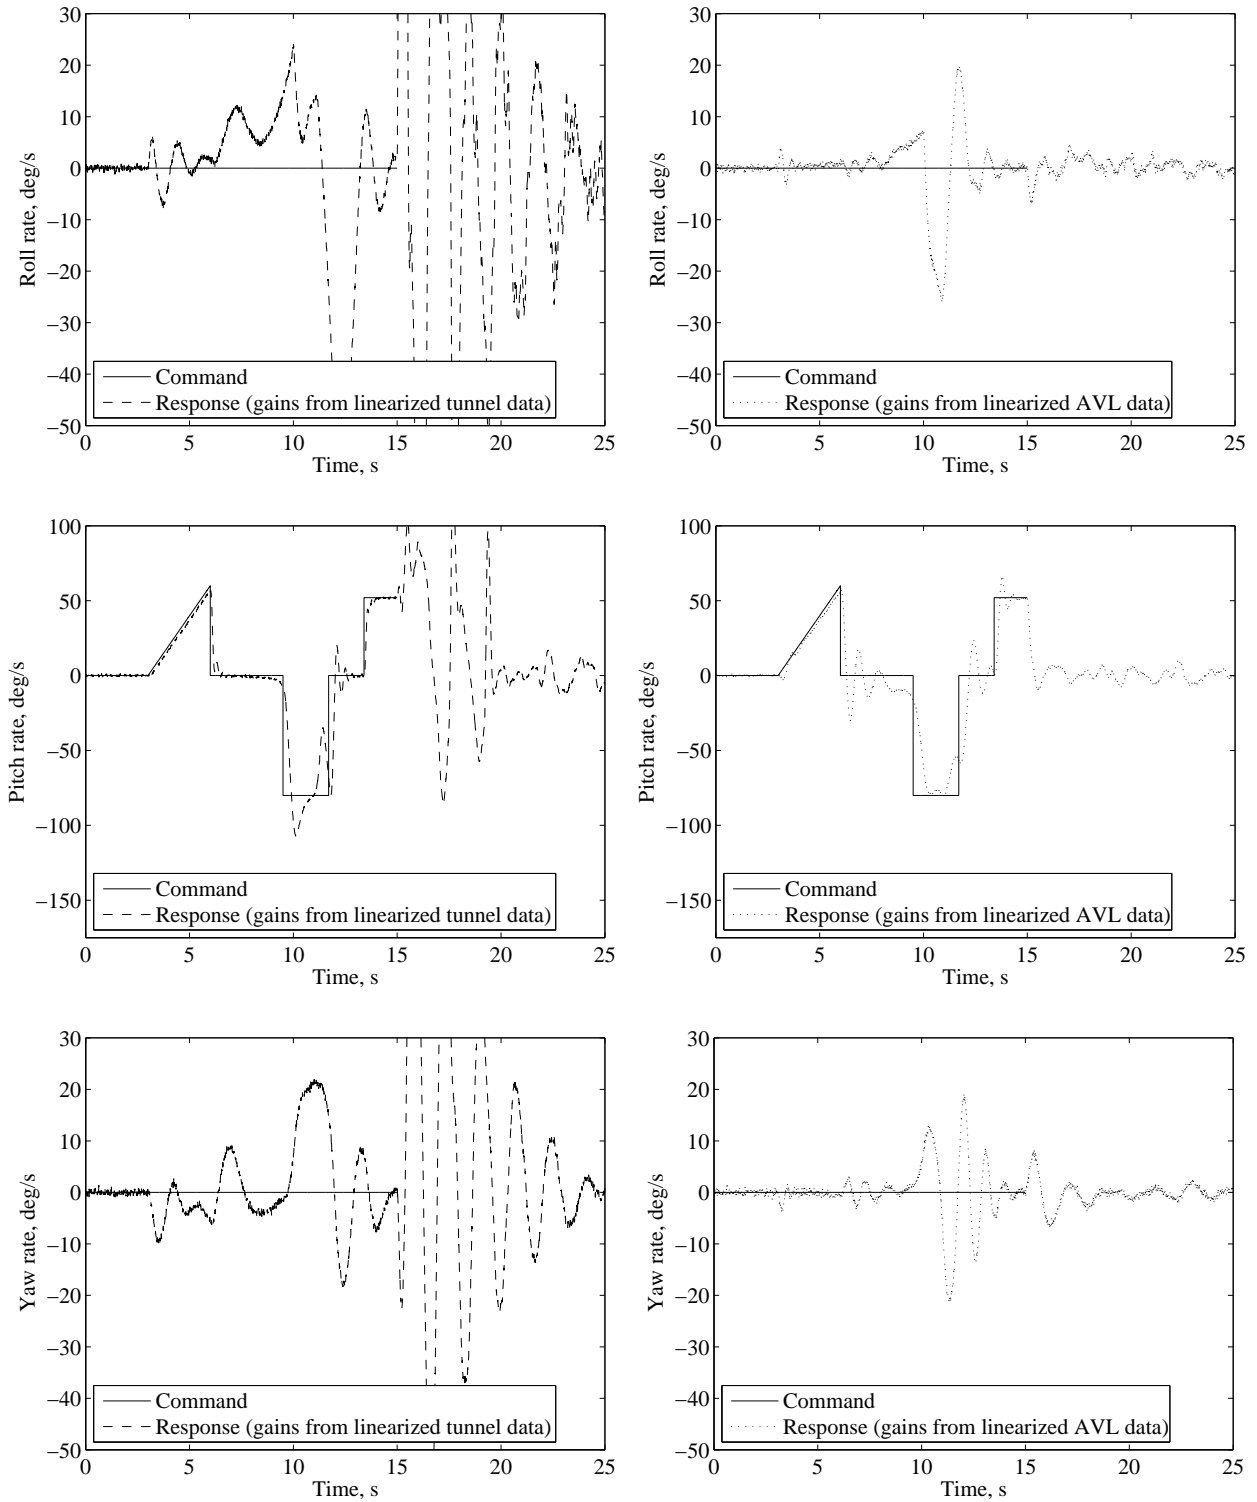 30
20
10
0
−10
−20
−30
−40
−50
Roll rate, deg/s
Command
Response (gains from linearized tunnel data)
0 5 10 15 20 25
Time, s
30
20
10
0
−10
−20
−30
−40
−50
Roll rate, deg/s
Command
Response (gains from linearized AVL data)
0 5 10 15 20 25
Time, s
100
50
0
−50
−100
−150
Pitch rate, deg/s
Command
Response (gains from linearized tunnel data)
0 5 10 15 20 25
Time, s
100
50
0
−50
−100
−150
Pitch rate, deg/s
Command
Response (gains from linearized AVL data)
0 5 10 15 20 25
Time, s
30
20
10
0
−10
−20
−30
−40
−50
Yaw rate, deg/s
Command
Response (gains from linearized tunnel data)
0 5 10 15 20 25
Time, s
30
20
10
0
−10
−20
−30
−40
−50
Yaw rate, deg/s
Command
Response (gains from linearized AVL data)
0 5 10 15 20 25
Time, s